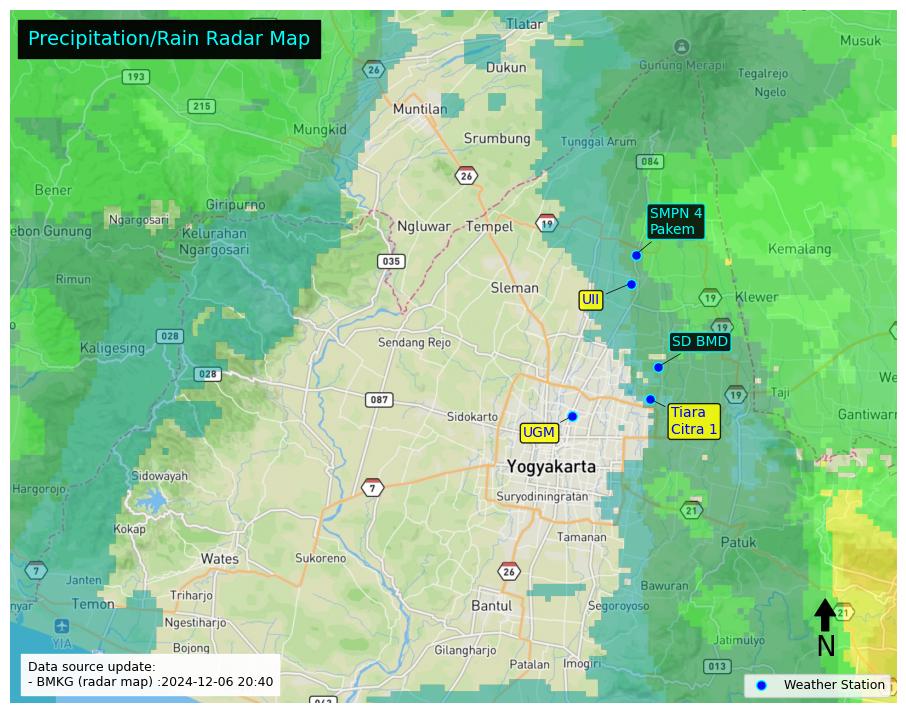 Precipitation/Rain Radar Map
Tlatar
Musuk
26
Dukun
Gunung Merapi
Tegalrejo
193
Ngelo
215
Muntilan
Mungkid
Srumbung
Tunggal Arum
084
26
Bener
Giripurno
SMPN 4
Pakem
Ngargosari
ebon Gunung
Kelurahan
Ngargosari
Ngluwar
Tempel
19
Kemalang
035
Rimun
Sleman
UII
19
Klewer
19
028
Sendang Rejo
SD BMD
Kaligesing
028
We
087
19
Taji
Sidokarto
Tiara
Citra 1
Gantiwar
UGM
Yogyakarta
Sidowayah
Hargorojo
7
Suryodiningratan
21
Kokap
Tamanan
Patuk
Wates
Sukoreno
7
26
Janten
Bawuran
nyar
Temon
Triharjo
Bantul
Segoroyoso
21
Ngestiharjo
YIA
Jatimulyo
N
Bojong
Gilangharjo
Patalan
Imogiri
013
Data source update:
- BMKG (radar map) :2024-12-06 20:40
Weather Station